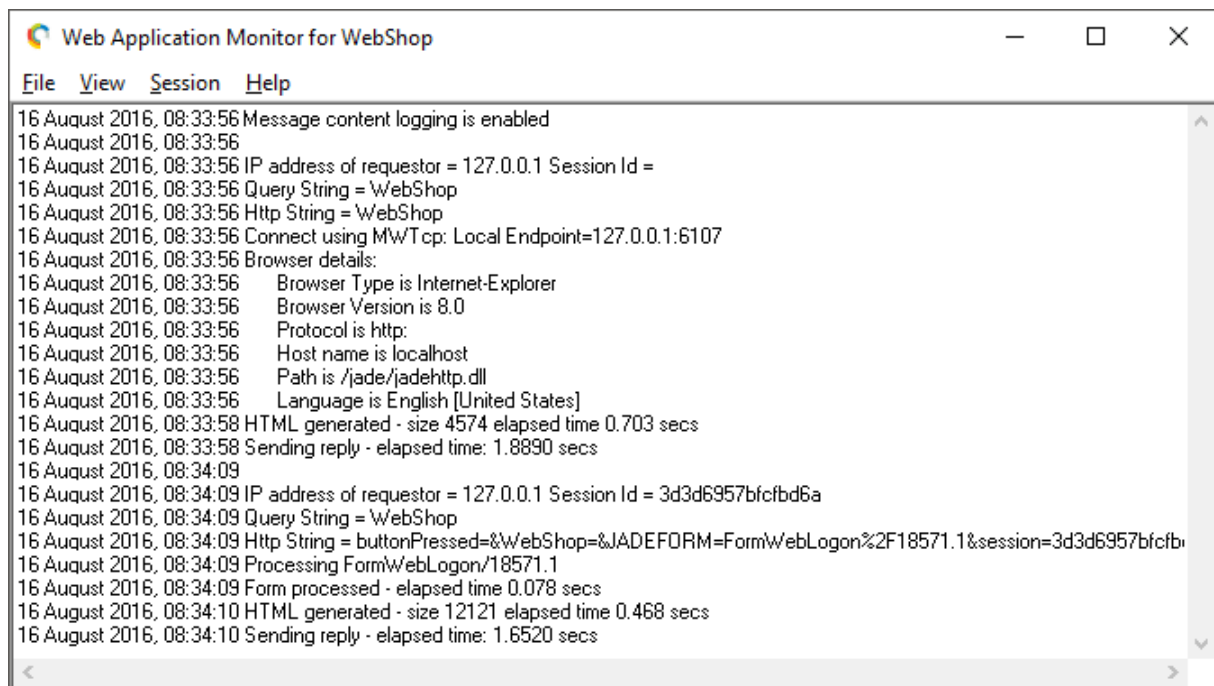 Web Application Monitor for WebShop
File View Session Help
16 August 2016, 08:33:56 Message content logging is enabled
16 August 2016, 08:33:56
16 August 2016, 08:33:56 IP address of requestor = 127.0.0.1 Session Id =
16 August 2016, 08:33:56 Query String = WebShop
16 August 2016, 08:33:56 Http String = WebShop
16 August 2016, 08:33:56 Connect using MWTcp: Local Endpoint=127.0.0.1:6107
16 August 2016, 08:33:56 Browser details:
16 August 2016, 08:33:56 Browser Type is Internet-Explorer
16 August 2016, 08:33:56 Browser Version is 8.0
16 August 2016, 08:33:56 Protocol is http:
16 August 2016, 08:33:56 Host name is localhost
16 August 2016, 08:33:56 Path is /jade/jadehttp.dll
16 August 2016, 08:33:56 Language is English [United States]
16 August 2016, 08:33:58 HTML generated - size 4574 elapsed time 0.703 secs
16 August 2016, 08:33:58 Sending reply - elapsed time: 1.8890 secs
16 August 2016, 08:34:09
16 August 2016, 08:34:09 IP address of requestor = 127.0.0.1 Session Id = 3d3d6957bfcfbd6a
16 August 2016, 08:34:09 Query String = WebShop
16 August 2016, 08:34:09 Http String = buttonPressed=&WebShop=&JADEFORM=FormWebLogon%2F18571.1&session=3d3d6957bfcfb
16 August 2016, 08:34:09 Processing FormWebLogon/18571.1
16 August 2016, 08:34:09 Form processed - elapsed time 0.078 secs
16 August 2016, 08:34:10 HTML generated - size 12121 elapsed time 0.468 secs
16 August 2016, 08:34:10 Sending reply - elapsed time: 1.6520 secs